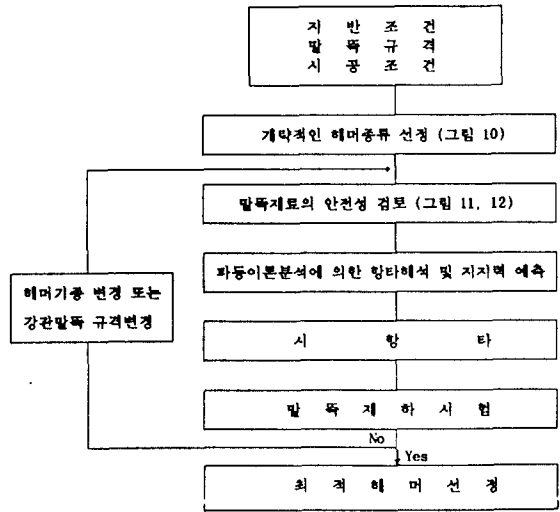 지 반 조 건
말 뚝 규 격
시 공 조 건
개략적인 해머종류 선정 (그림 10)
말뚝재료의 안전성 검토 (그림 11, 12)
파동이론분석에 의한 항타해석 및 지지력 예측
해머기종 변경 또는
강관말뚝 규격변경
시 항 타
말 뚝 재 하 시 험
No
Yes
최 적 해 머 선 정